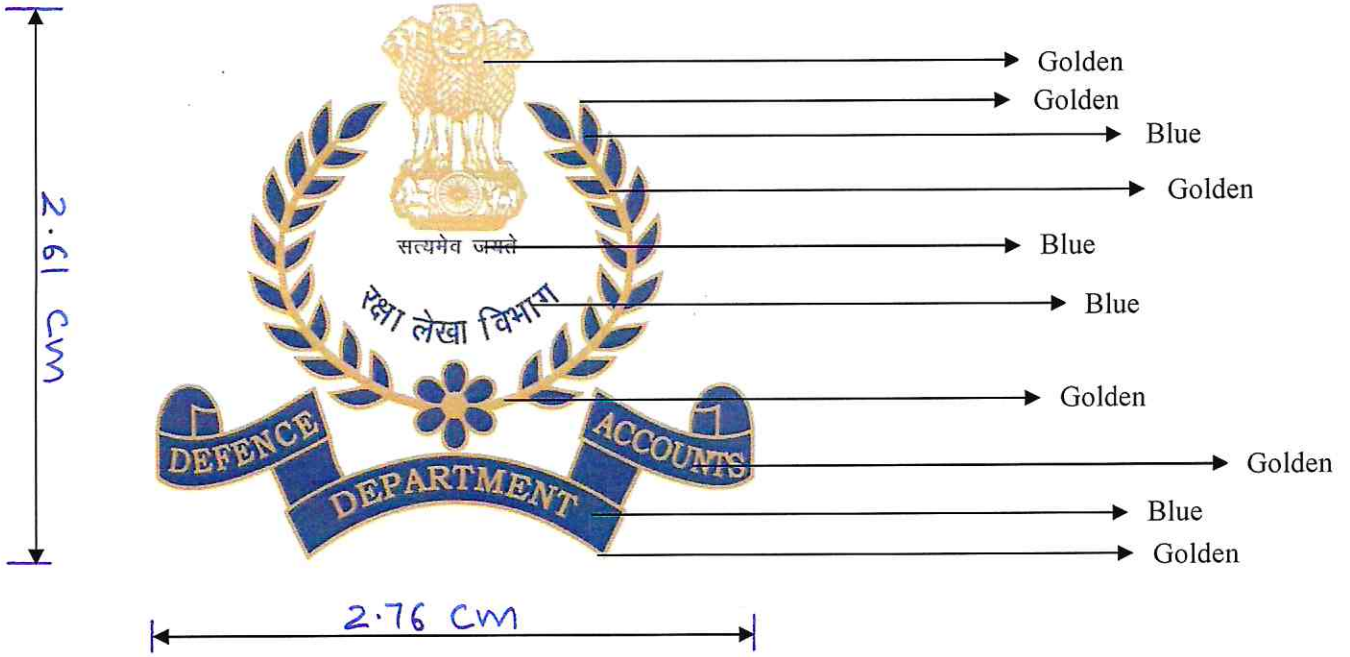 Golden
Golden
Blue
Golden
सत्यमेव जयते
Blue
रक्षा लेखा विभाग
Blue
2.61 cm
Golden
DEFENCE
ACCOUNTS
Golden
DEPARTMENT
Blue
Golden
2.76 cm